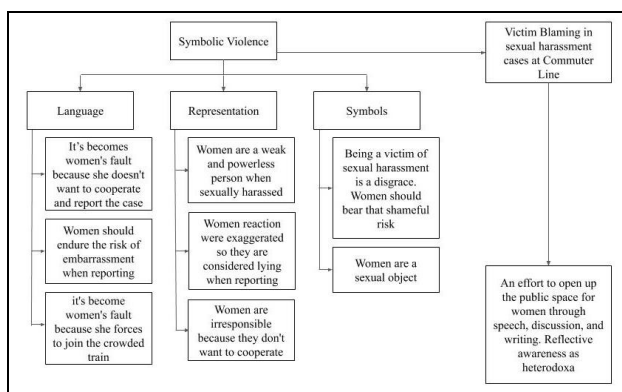 Symbolic Violence
Victim Blaming in
sexual harassment
cases at Commuter
Line
Language
Representation
Symbols
It's becomes
women's fault
because she doesn't
want to cooperate
and report the case
Women should
endure the risk of
embarrassment
when reporting
it's become
women's fault
because she forces
to join the crowded
train
Women are a weak
and powerless
person when
sexually harassed
Women reaction
were exaggerated
so they are
considered lying
when reporting
Women are
irresponsible
because they don't
want to cooperate
Being a victim of
sexual harassment
is a disgrace.
Women should
bear that shameful
risk
Women are a
sexual object
An effort to open up
the public space for
women through
speech, discussion, and
writing. Reflective
awareness as
heterodoxa